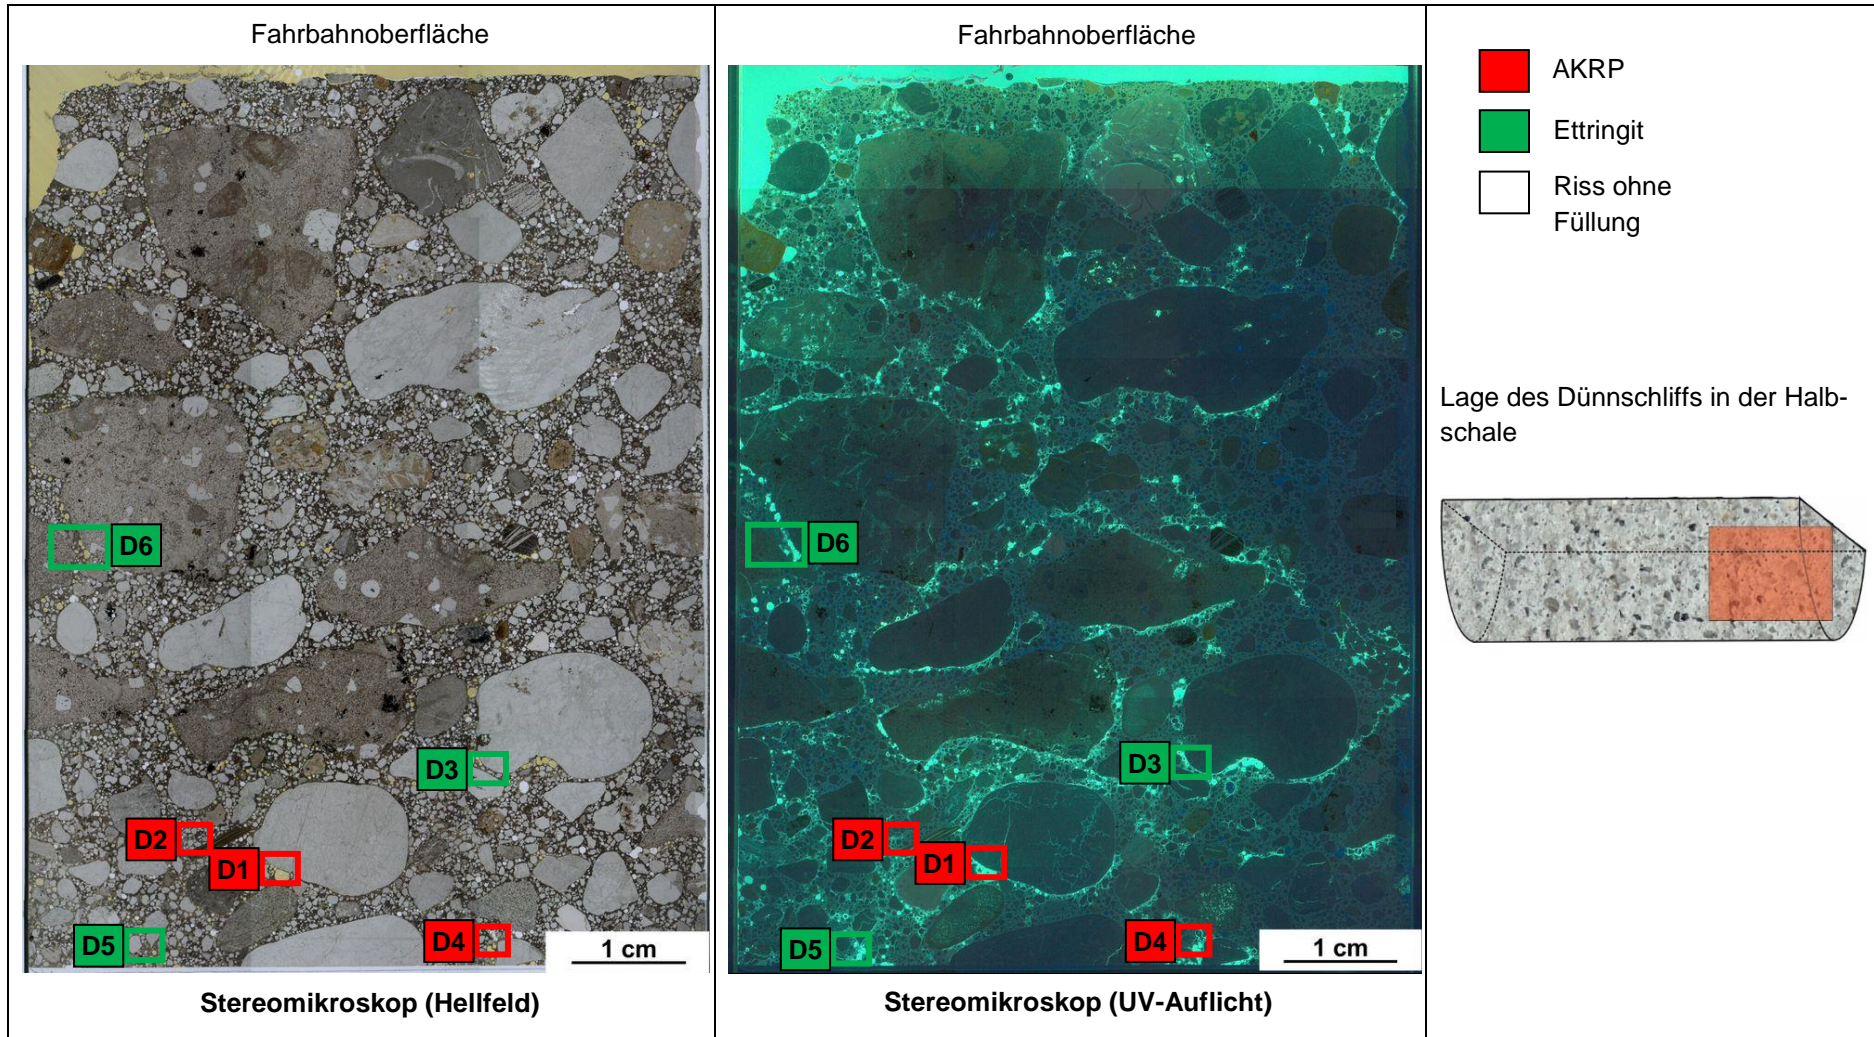 Fahrbahnoberfläche
D6
D3
D2
D1
D5
D4
1 cm
Stereomikroskop (Hellfeld)
Fahrbahnoberfläche
D6
D3
D2
D1
D5
D4
1 cm
Stereomikroskop (UV-Auflicht)
AKRP
Ettringit
Riss ohne
Füllung
Lage des Dünnschliffs in der Halb-
schale